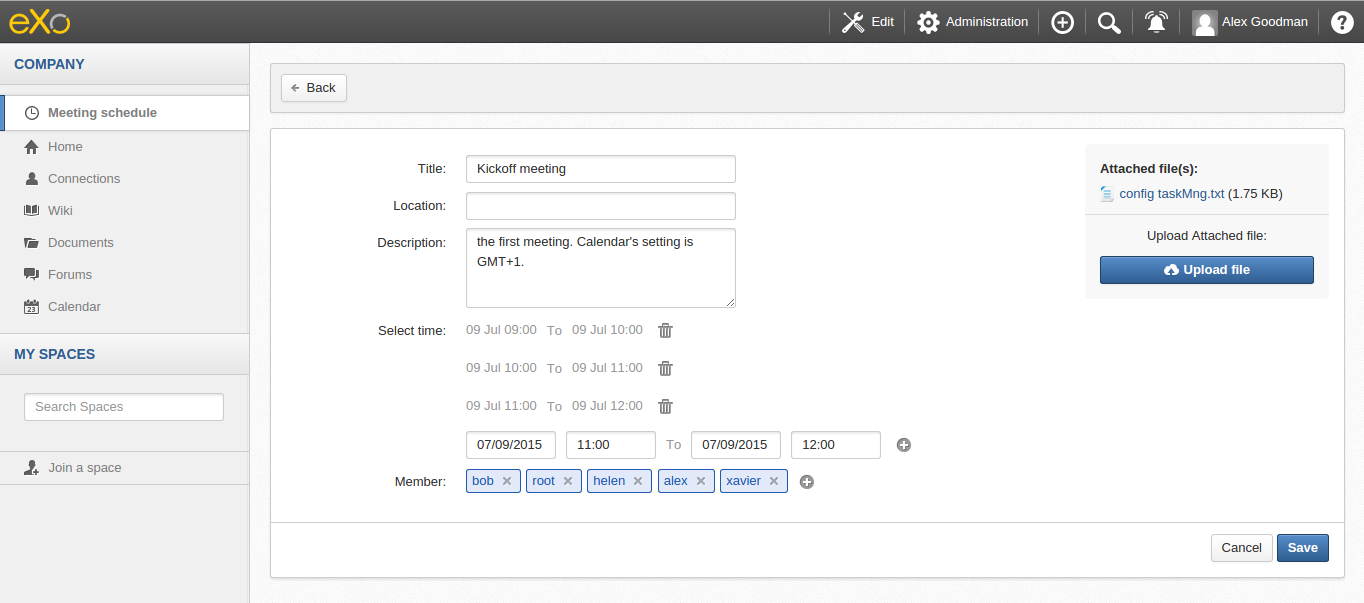 eXo
Edit
Administration
Alex Goodman
?
COMPANY
Meeting schedule
Home
Connections
Wiki
Documents
Forums
23
Calendar
MY SPACES
Search Spaces
Join a space
Back
Title: Kickoff meeting
Location:
Description: the first meeting. Calendar's setting is
GMT+1.
Select time: 09 Jul 09:00 To 09 Jul 10:00
09 Jul 10:00 To 09 Jul 11:00
09 Jul 11:00 To 09 Jul 12:00
07/09/2015 11:00 To 07/09/2015 12:00
Member: bob root helen alex xavier
Attached file(s):
config taskMng.txt (1.75 KB)
Upload Attached file:
Upload file
Cancel Save